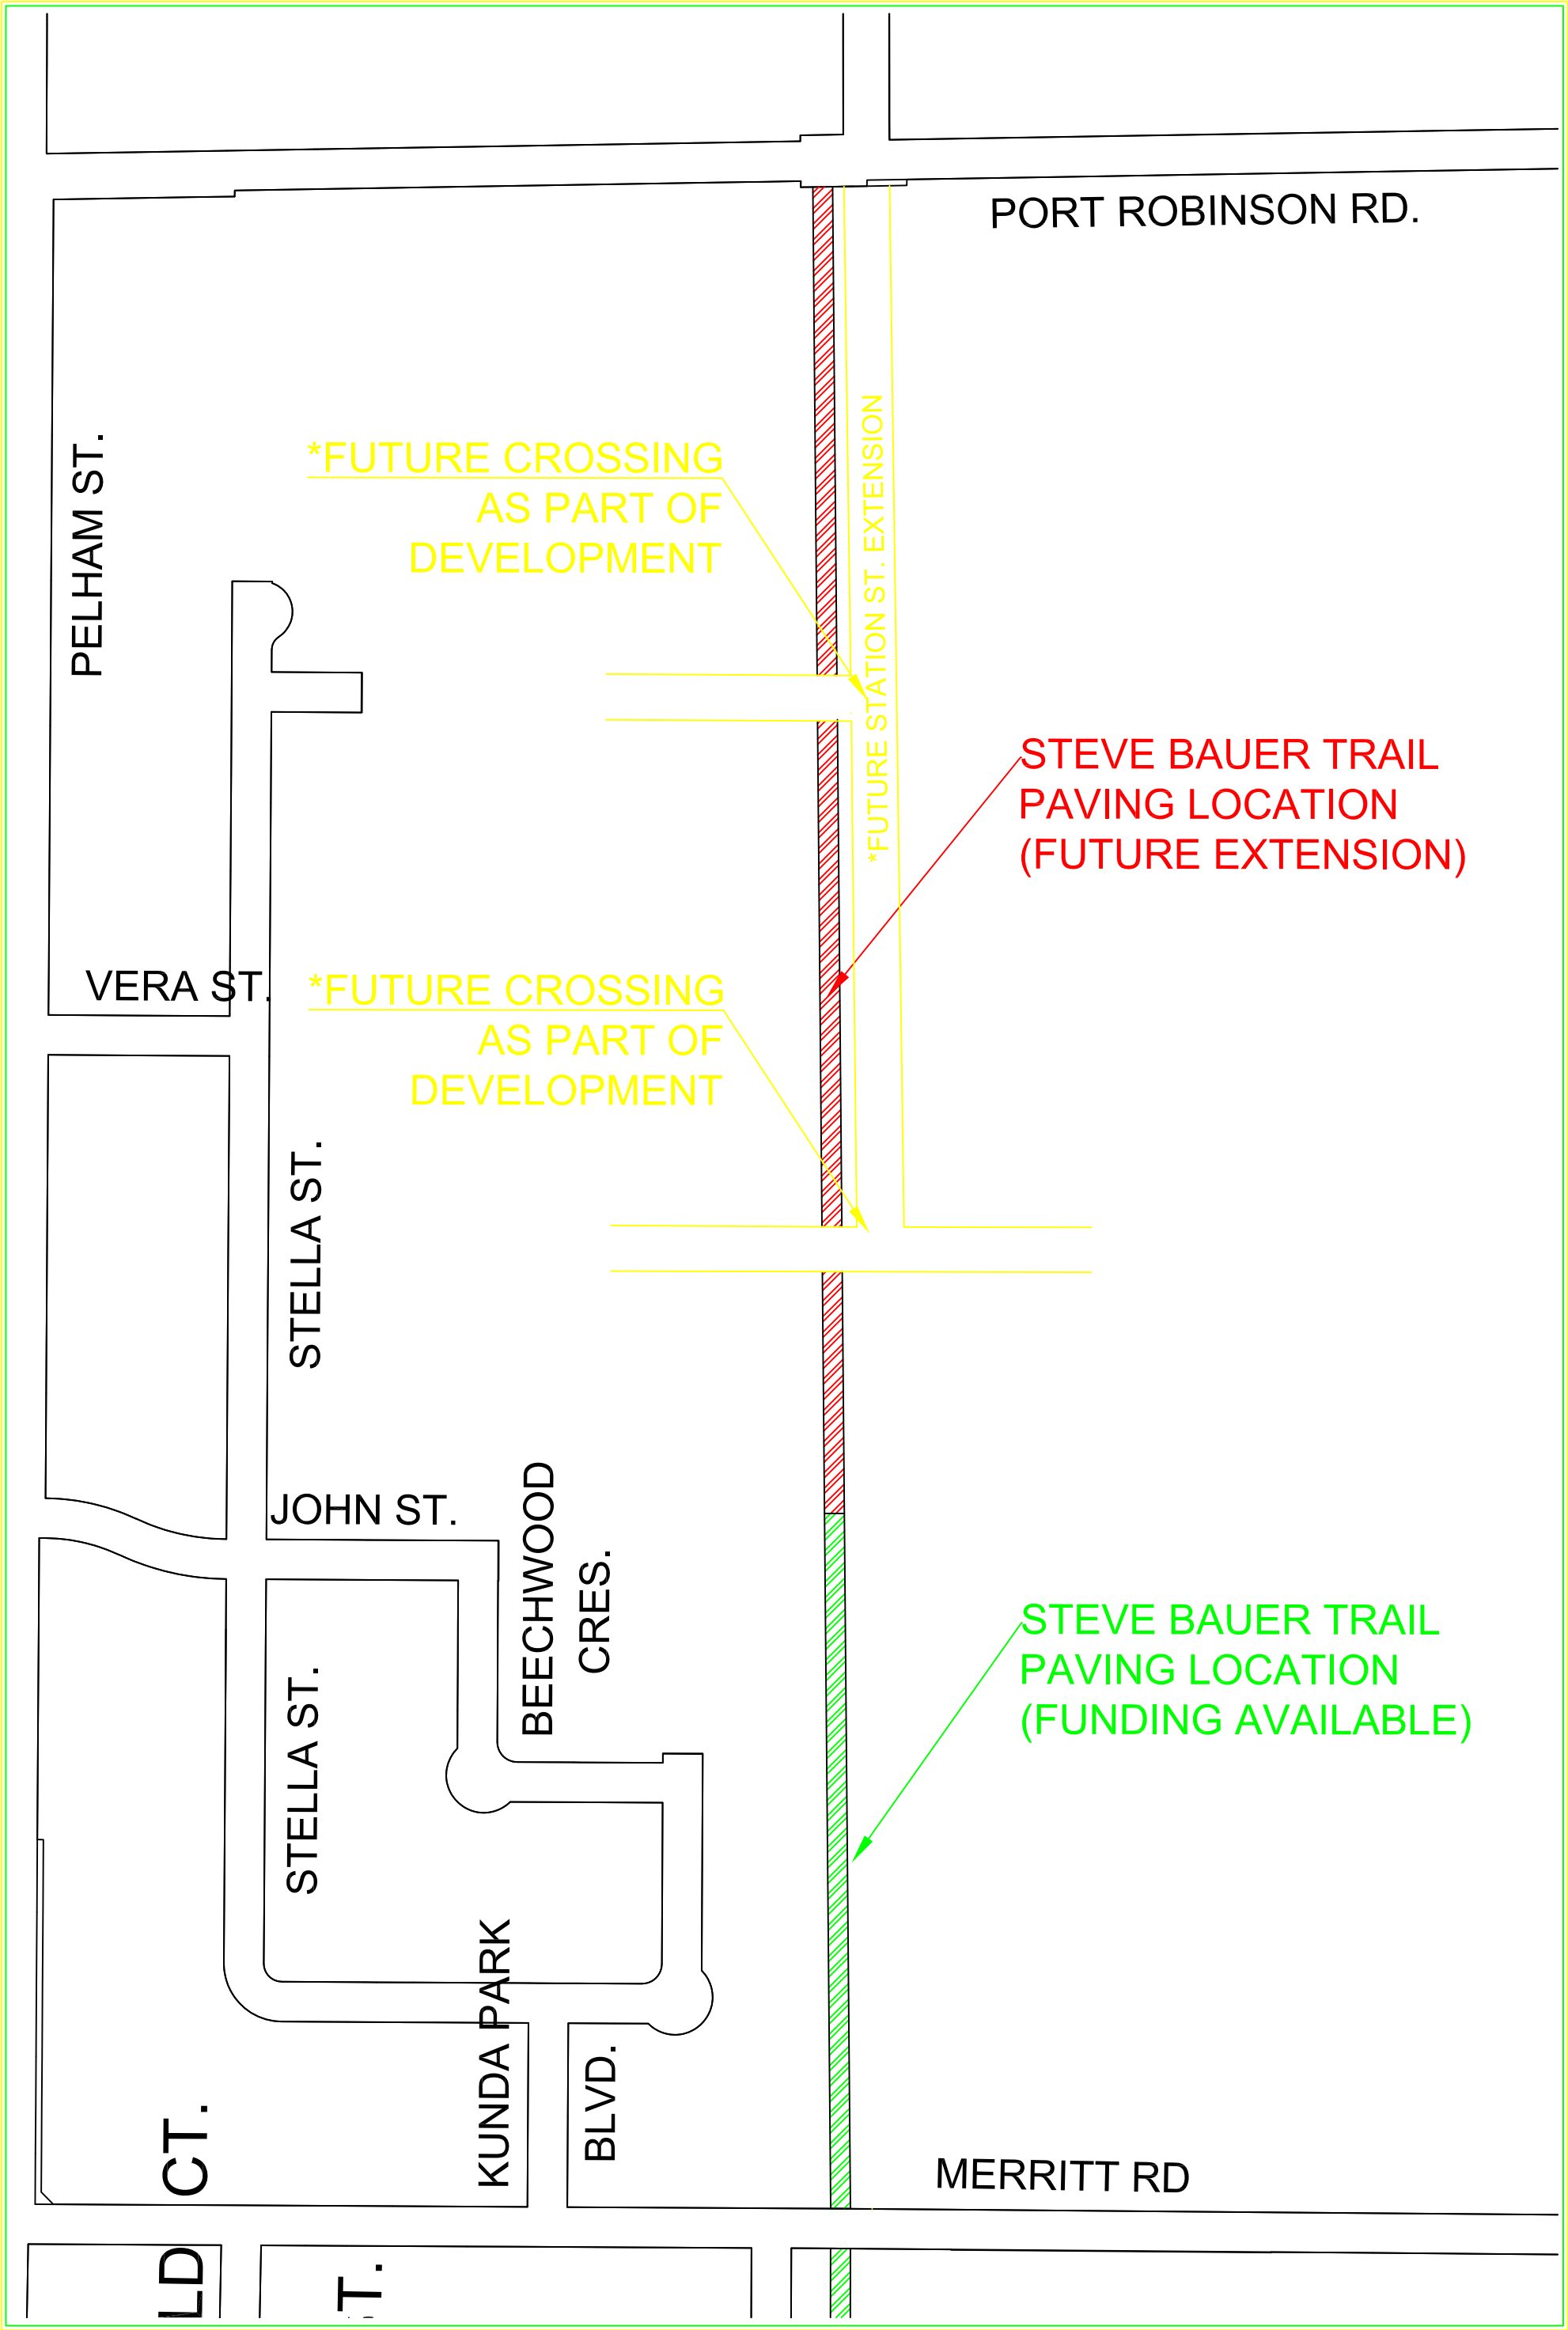 PORT ROBINSON RD.
PELHAM ST.
*FUTURE CROSSING
AS PART OF
DEVELOPMENT
*FUTURE STATION ST. EXTENSION
STEVE BAUER TRAIL
PAVING LOCATION
(FUTURE EXTENSION)
VERA ST.
*FUTURE CROSSING
AS PART OF
DEVELOPMENT
STELLA ST.
JOHN ST.
BEECHWOOD
CRES.
STEVE BAUER TRAIL
PAVING LOCATION
(FUNDING AVAILABLE)
STELLA ST.
KUNDA PARK
BLVD.
MERRITT RD
LD CT.
ST.